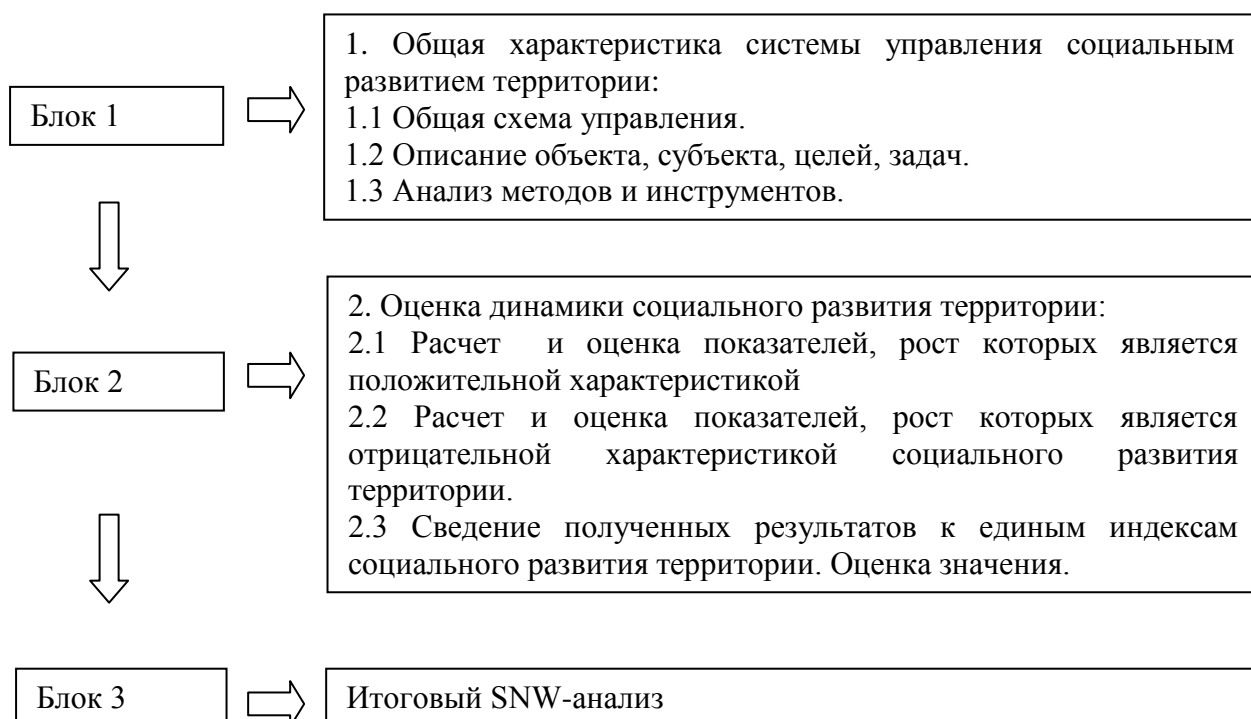 Блок 1
1. Общая характеристика системы управления социальным
развитием территории:
1.1 Общая схема управления.
1.2 Описание объекта, субъекта, целей, задач.
1.3 Анализ методов и инструментов.
Блок 2
2. Оценка динамики социального развития территории:
2.1 Расчет и оценка показателей, рост которых является
положительной характеристикой
2.2 Расчет и оценка показателей, рост которых является
отрицательной характеристикой социального развития
территории.
2.3 Сведение полученных результатов к единым индексам
социального развития территории. Оценка значения.
Блок 3
Итоговый SNW-анализ